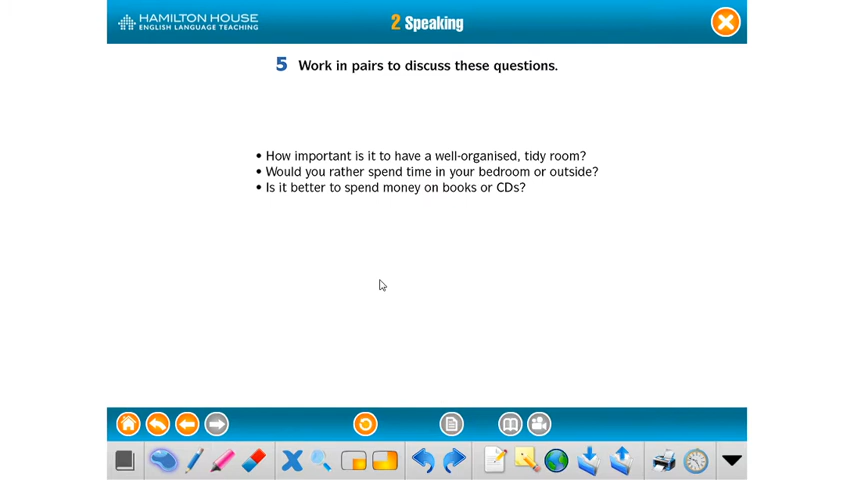 HAMILTON HOUSE
ENGLISH LANGUAGE TEACHING
2 Speaking
5 Work in pairs to discuss these questions.
• How important is it to have a well-organised, tidy room?
• Would you rather spend time in your bedroom or outside?
• Is it better to spend money on books or CDs?